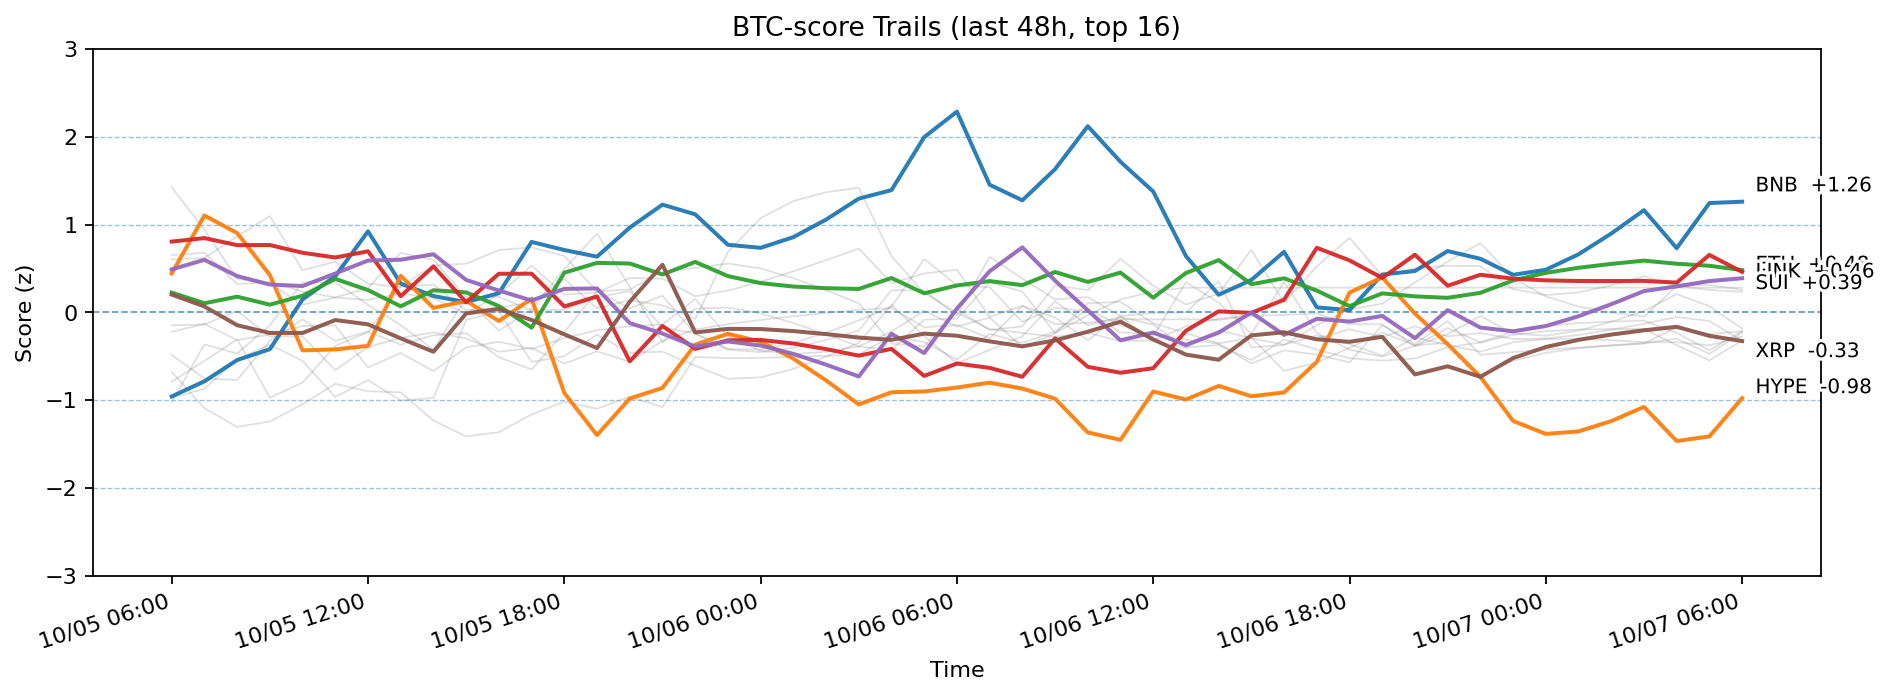 BTC-score Trails (last 48h, top 16)
Score (z)
3
2
1
0
−1
−2
−3
BNB +1.26
SUI +0.39
XRP -0.33
HYPE -0.98
10/05 06:00
10/05 12:00
10/05 18:00
10/06 00:00
10/06 06:00
10/06 12:00
10/06 18:00
10/07 00:00
10/07 06:00
Time